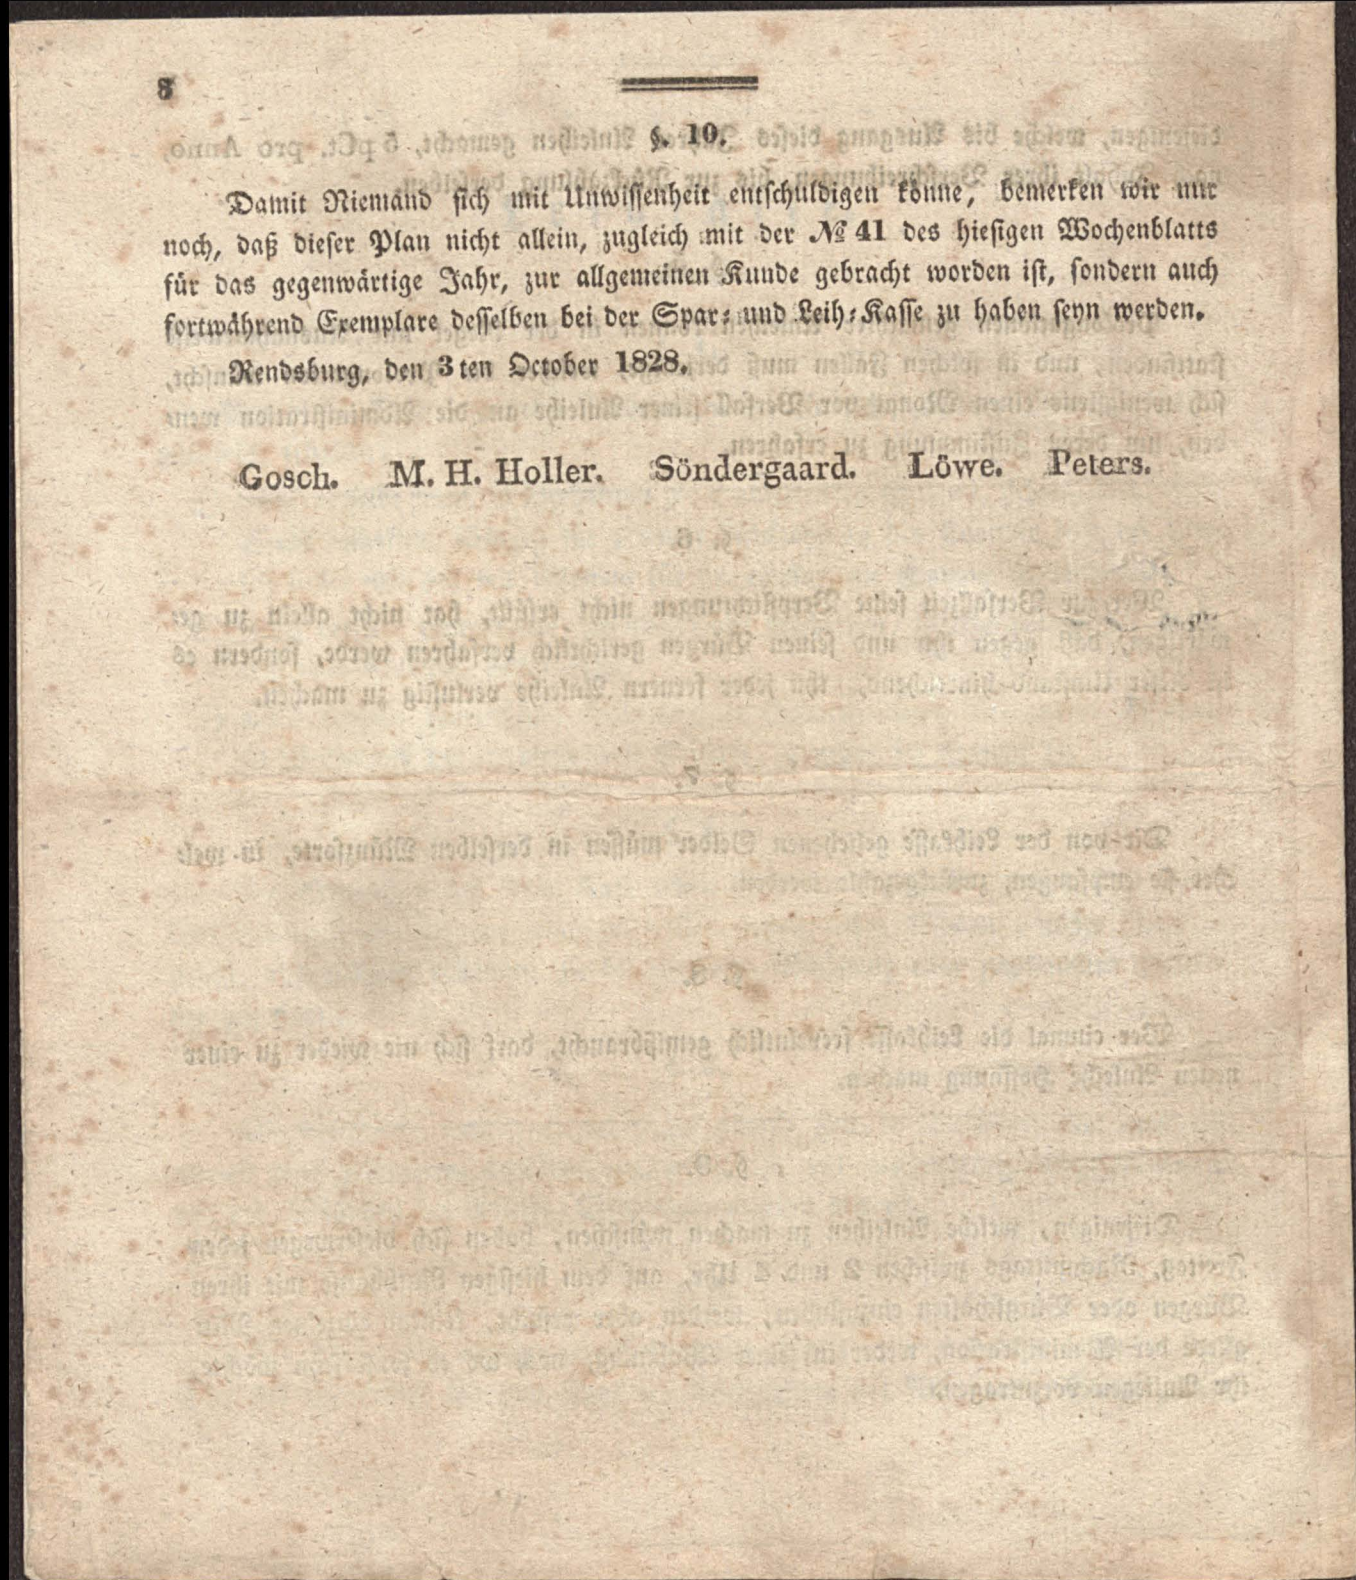 8
§. 10.
Damit Niemand sich mit Unwissenheit entschuldigen könne, bemerken wir nur
noch, daß dieser Plan nicht allein, zugleich mit der № 41 des hiesigen Wochenblatts
für das gegenwärtige Jahr, zur allgemeinen Kunde gebracht worden ist, sondern auch
fortwährend Exemplare desselben bei der Spar- und Leih-Kasse zu haben seyn werden.
Rendsburg, den 3ten October 1828.
Gosch. M. H. Holler. Söndergaard. Löwe. Peters.